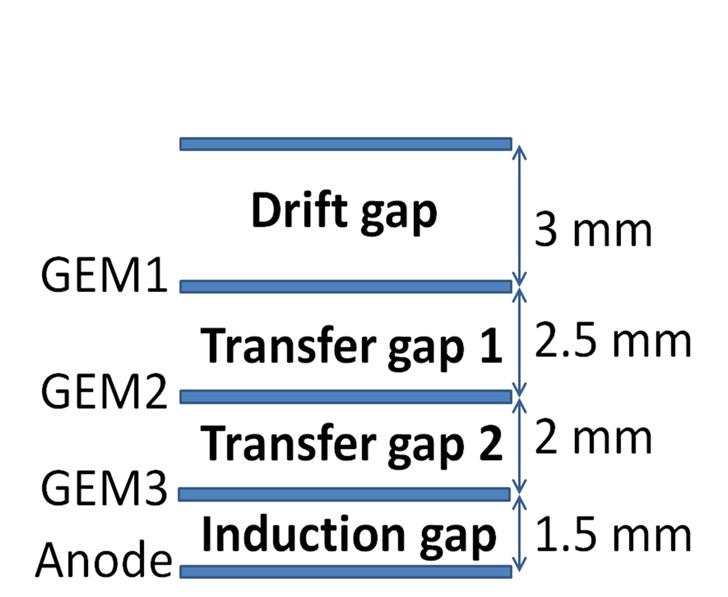 Drift gap
3 mm
GEM1
Transfer gap 1
2.5 mm
GEM2
Transfer gap 2
2 mm
GEM3
Induction gap
1.5 mm
Anode